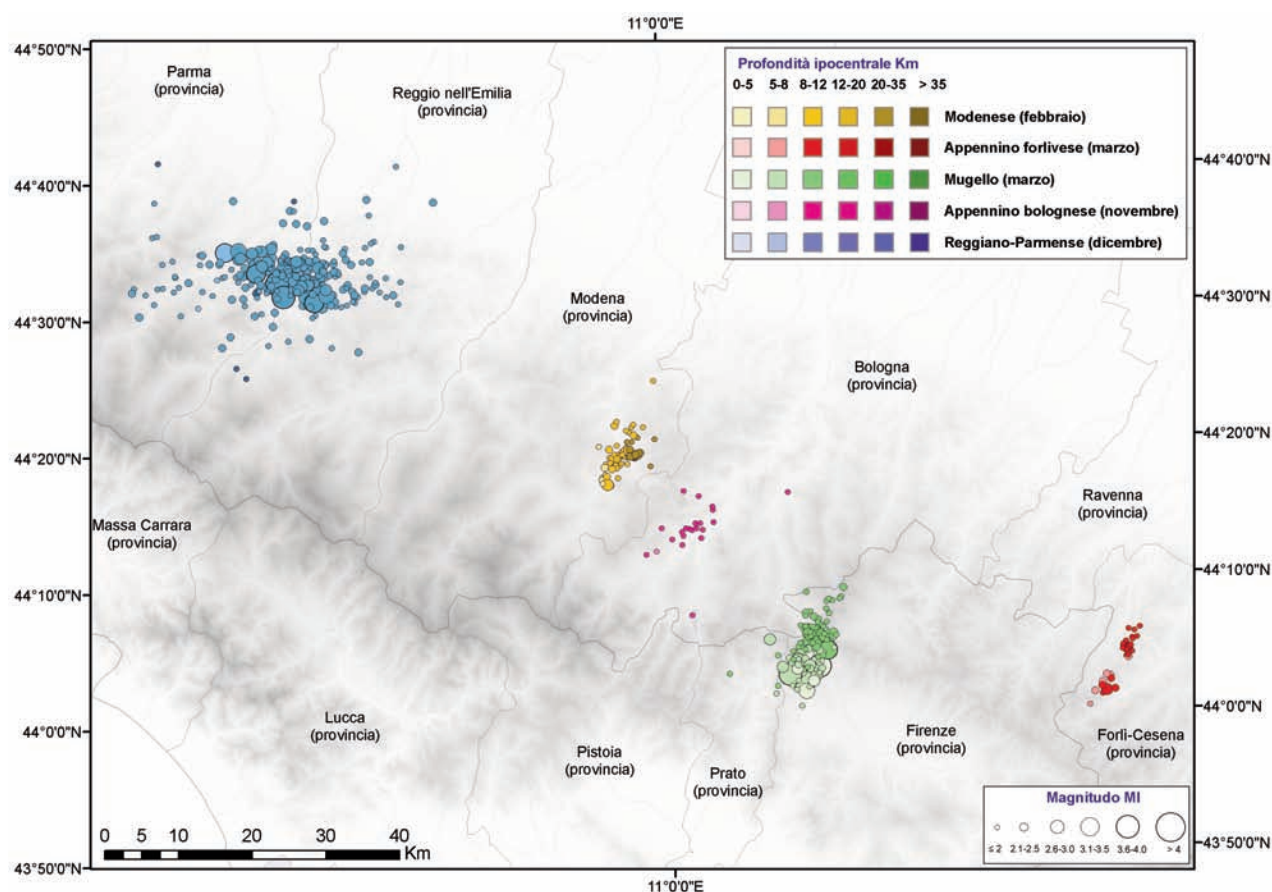 11°0'0"E
44°50'0"N
Parma
(provincia)
Reggio nell'Emilia
(provincia)
Profondità ipocentrale Km
0-5 5-8 8-12 12-20 20-35 > 35
Modenese (febbraio)
Appennino forlivese (marzo)
Mugello (marzo)
Appennino bolognese (novembre)
Reggiano-Parmense (dicembre)
44°40'0"N
44°40'0"N
44°30'0"N
44°30'0"N
Modena
(provincia)
Bologna
(provincia)
44°20'0"N
44°20'0"N
Massa Carrara
(provincia)
Ravenna
(provincia)
44°10'0"N
44°10'0"N
44°0'0"N
44°0'0"N
Lucca
(provincia)
Pistoia
(provincia)
Prato
(provincia)
Firenze
(provincia)
Forlì-Cesena
(provincia)
Magnitudo Ml
≤ 2 2.1-2.5 2.6-3.0 3.1-3.5 3.6-4.0 > 4
0 5 10 20 30 40
Km
43°50'0"N
43°50'0"N
11°0'0"E